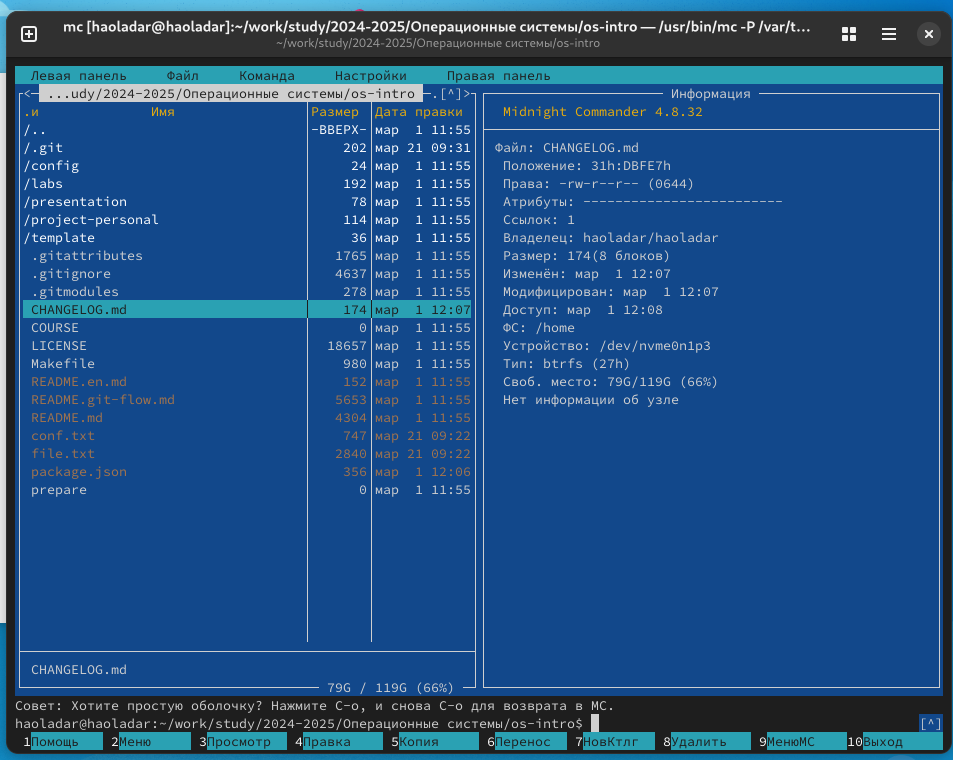 mc [haoladar@haoladar]:~/work/study/2024-2025/Операционные системы/os-intro — /usr/bin/mc -P /var/t…
~/work/study/2024-2025/Операционные системы/os-intro
Левая панель Файл Команда Настройки Правая панель
<─ ...udy/2024-2025/Операционные системы/os-intro ─.[^]>
.и Имя Размер Дата правки
/.. -ВВЕРХ- мар 1 11:55
/.git 202 мар 21 09:31
/config 24 мар 1 11:55
/labs 192 мар 1 11:55
/presentation 78 мар 1 11:55
/project-personal 114 мар 1 11:55
/template 36 мар 1 11:55
.gitattributes 1765 мар 1 11:55
.gitignore 4637 мар 1 11:55
.gitmodules 278 мар 1 11:55
CHANGELOG.md 174 мар 1 12:07
COURSE 0 мар 1 11:55
LICENSE 18657 мар 1 11:55
Makefile 980 мар 1 11:55
README.en.md 152 мар 1 11:55
README.git-flow.md 5653 мар 1 11:55
README.md 4304 мар 1 11:55
conf.txt 747 мар 21 09:22
file.txt 2840 мар 21 09:22
package.json 356 мар 1 12:06
prepare 0 мар 1 11:55
CHANGELOG.md
79G / 119G (66%)
Информация
Midnight Commander 4.8.32
Файл: CHANGELOG.md
Положение: 31h:DBFE7h
Права: -rw-r--r-- (0644)
Атрибуты: -------------------------
Ссылок: 1
Владелец: haoladar/haoladar
Размер: 174(8 блоков)
Изменён: мар 1 12:07
Модифицирован: мар 1 12:07
Доступ: мар 1 12:08
ФС: /home
Устройство: /dev/nvme0n1p3
Тип: btrfs (27h)
Своб. место: 79G/119G (66%)
Нет информации об узле
Совет: Хотите простую оболочку? Нажмите C-o, и снова C-o для возврата в MC.
haoladar@haoladar:~/work/study/2024-2025/Операционные системы/os-intro$ [^]
1Помощь 2Меню 3Просмотр 4Правка 5Копия 6Перенос 7НовКтлг 8Удалить 9МенюMC 10Выход